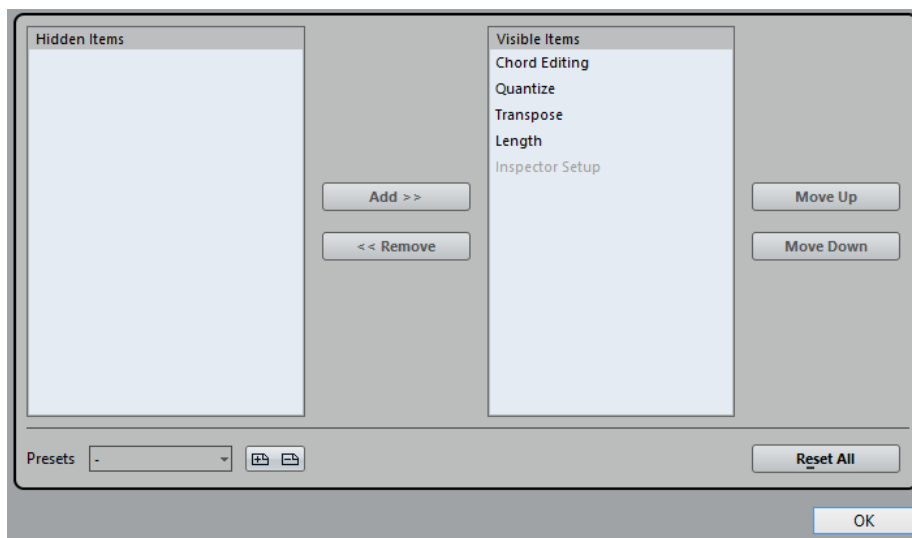 Hidden Items
Visible Items
Chord Editing
Quantize
Transpose
Length
Inspector Setup
Add >>
<< Remove
Move Up
Move Down
Presets
-
Reset All
OK